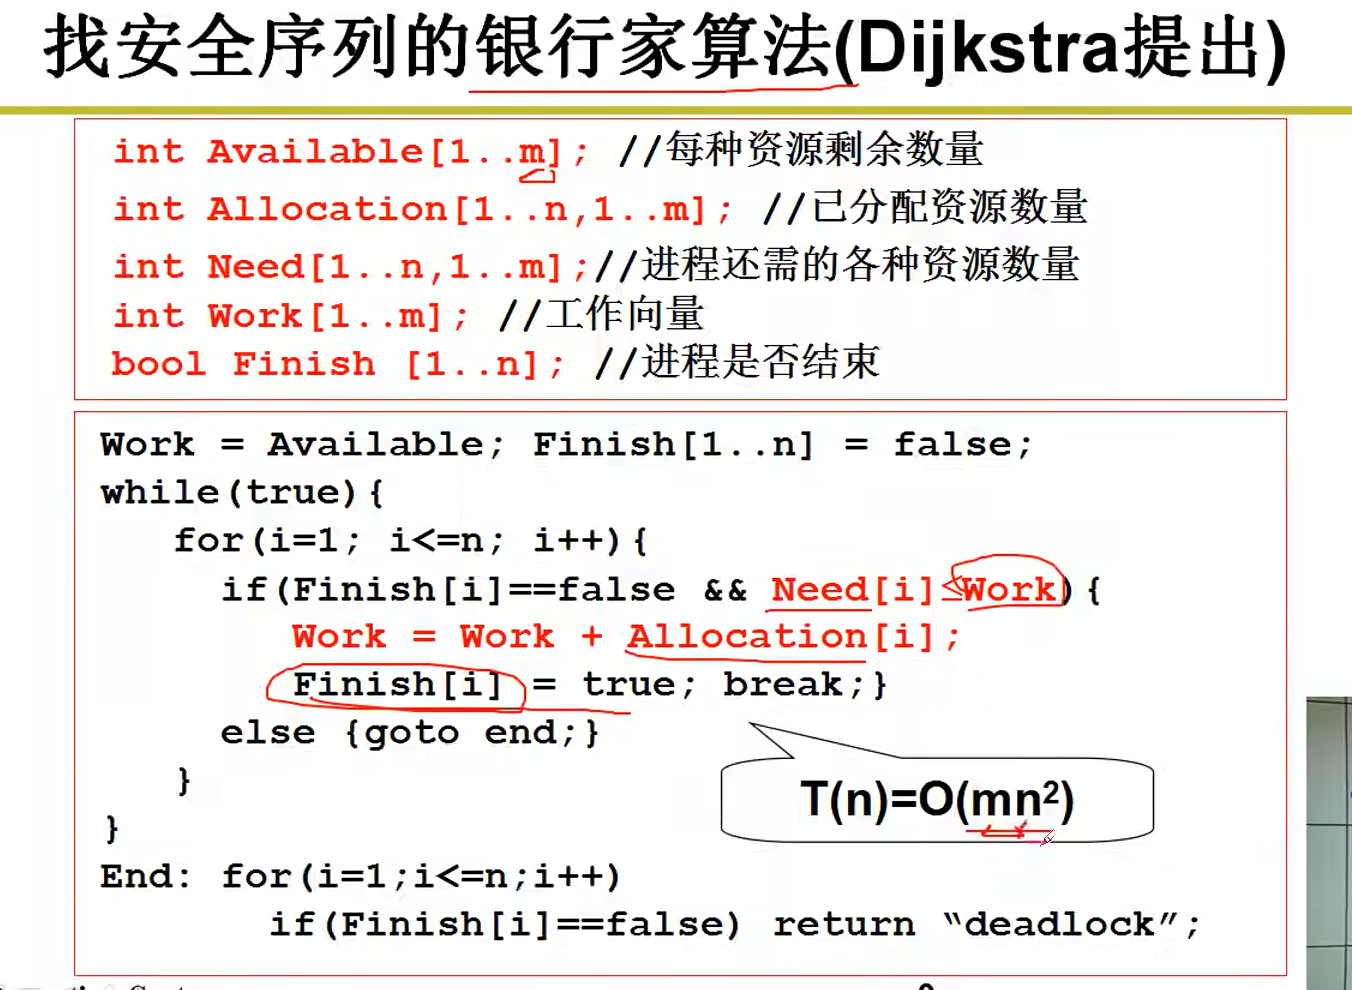 找安全序列的银行家算法(Dijkstra提出)
int Available[1..m]; //每种资源剩余数量
int Allocation[1..n,1..m]; //已分配资源数量
int Need[1..n,1..m];//进程还需的各种资源数量
int Work[1..m]; //工作向量
bool Finish [1..n]; //进程是否结束
Work = Available; Finish[1..n] = false;
while(true){
for(i=1; i<=n; i++){
if(Finish[i]==false && Need[i]≤Work){
Work = Work + Allocation[i];
Finish[i] = true; break;}
else {goto end;}
}
}
T(n)=O(mn²)
End: for(i=1;i<=n;i++)
if(Finish[i]==false) return “deadlock”;